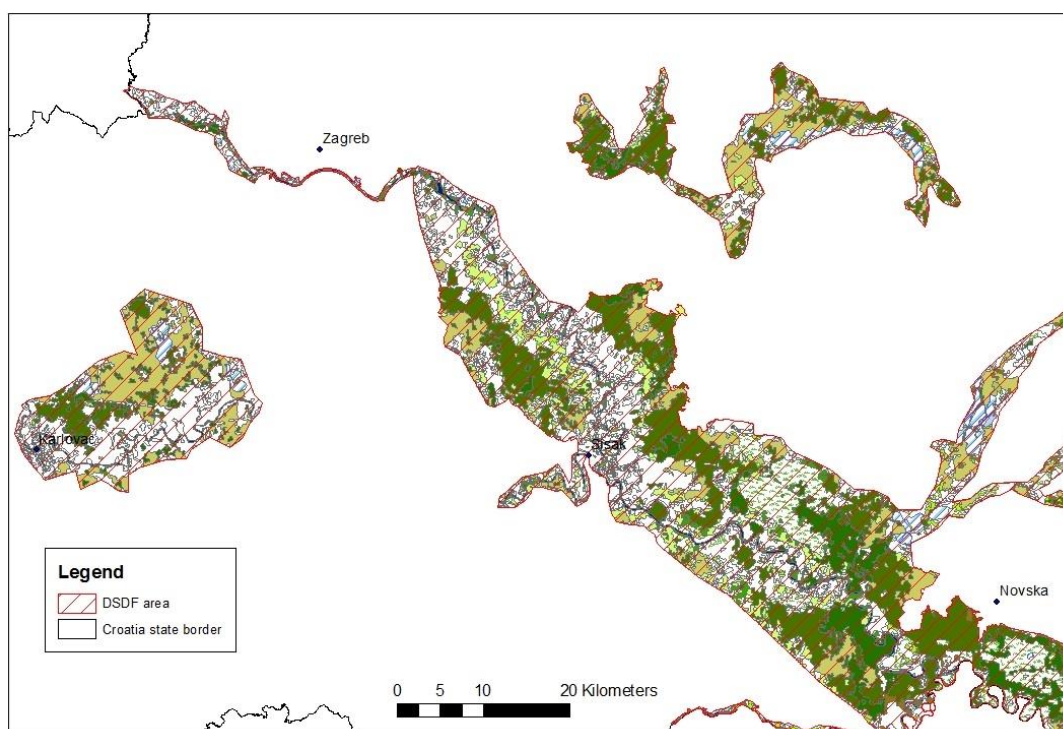 Zagreb
Karlovac
Sisak
Novska
Legend
DSDF area
Croatia state border
0 5 10 20 Kilometers